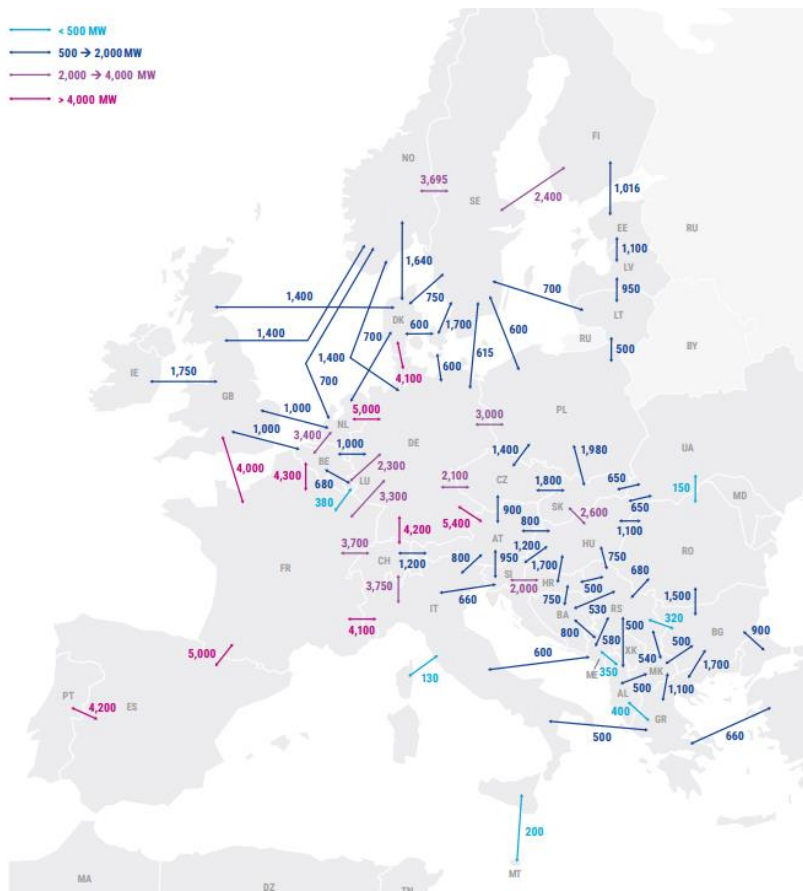 < 500 MW
500 → 2,000 MW
2,000 → 4,000 MW
> 4,000 MW
NO
FI
3,695
SE
2,400
1,016
EE
RU
1,100
1,640
LV
950
1,400
750
700
LT
DK
600
1,700
600
1,400
700
RU
500
BY
1,400
615
IE
1,750
4,100
600
700
GB
1,000
5,000
NL
3,000
PL
1,000
3,400
DE
BE
1,000
1,400
1,980
UA
4,000
4,300
680
LU
2,300
2,100
CZ
1,800
650
150
MD
380
3,300
SK
650
5,400
900
2,600
4,200
AT
800
1,100
3,700
HU
RO
FR
CH
1,200
800
950
1,200
1,700
750
SI
HR
680
3,750
2,000
500
IT
660
750
1,500
BA
530
RS
320
4,100
800
580
500
BG
900
5,000
600
XK
500
540
ME
350
MK
1,700
130
500
1,100
PT
4,200
ES
AL
400
GR
500
660
200
MT
MA
DZ
TN